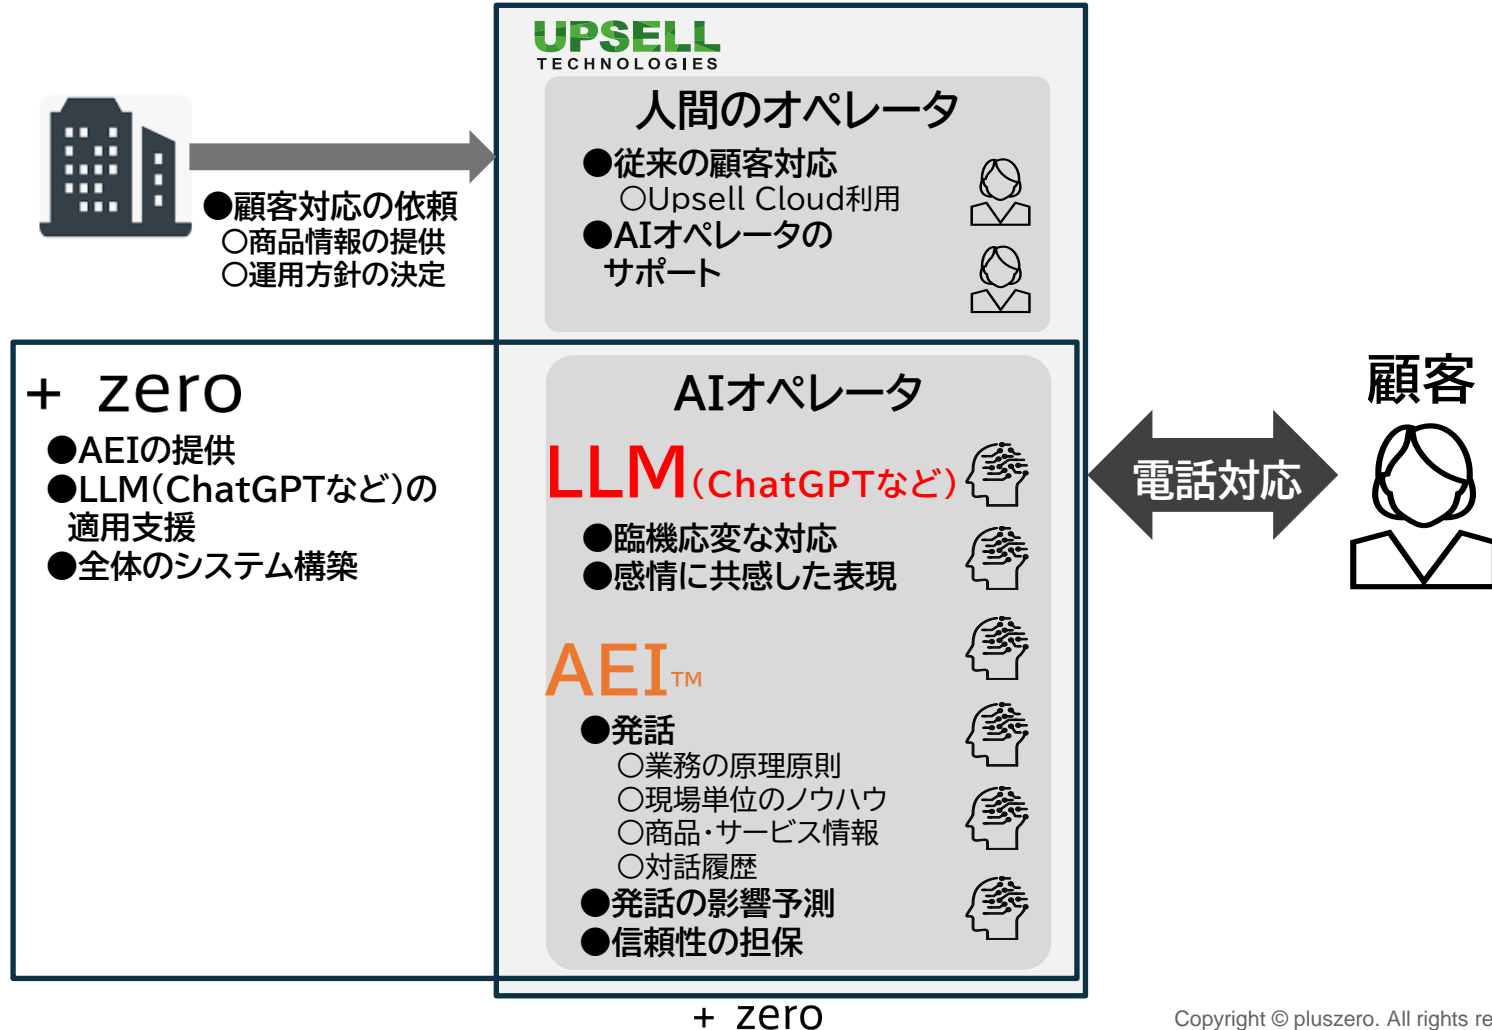 UPSELL
TECHNOLOGIES
人間のオペレータ
●従来の顧客対応
○Upsell Cloud利用
●AIオペレータの
サポート
●顧客対応の依頼
○商品情報の提供
○運用方針の決定
+ zero
●AEIの提供
●LLM(ChatGPTなど)の
適用支援
●全体のシステム構築
AIオペレータ
LLM(ChatGPTなど)
●臨機応変な対応
●感情に共感した表現
AEI™
●発話
○業務の原理原則
○現場単位のノウハウ
○商品・サービス情報
○対話履歴
●発話の影響予測
●信頼性の担保
電話対応
顧客
+ zero
Copyright © pluszero. All rights re